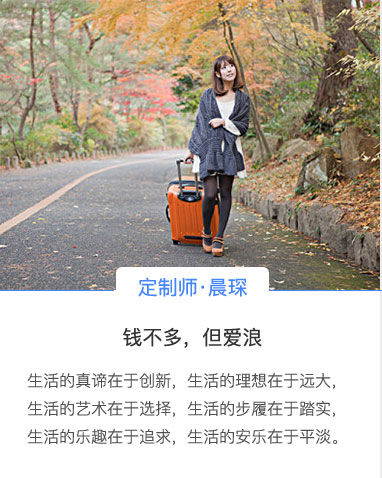 定制师·晨琛
钱不多，但爱浪
生活的真谛在于创新，生活的理想在于远大，
生活的艺术在于选择，生活的步履在于踏实，
生活的乐趣在于追求，生活的安乐在于平淡。